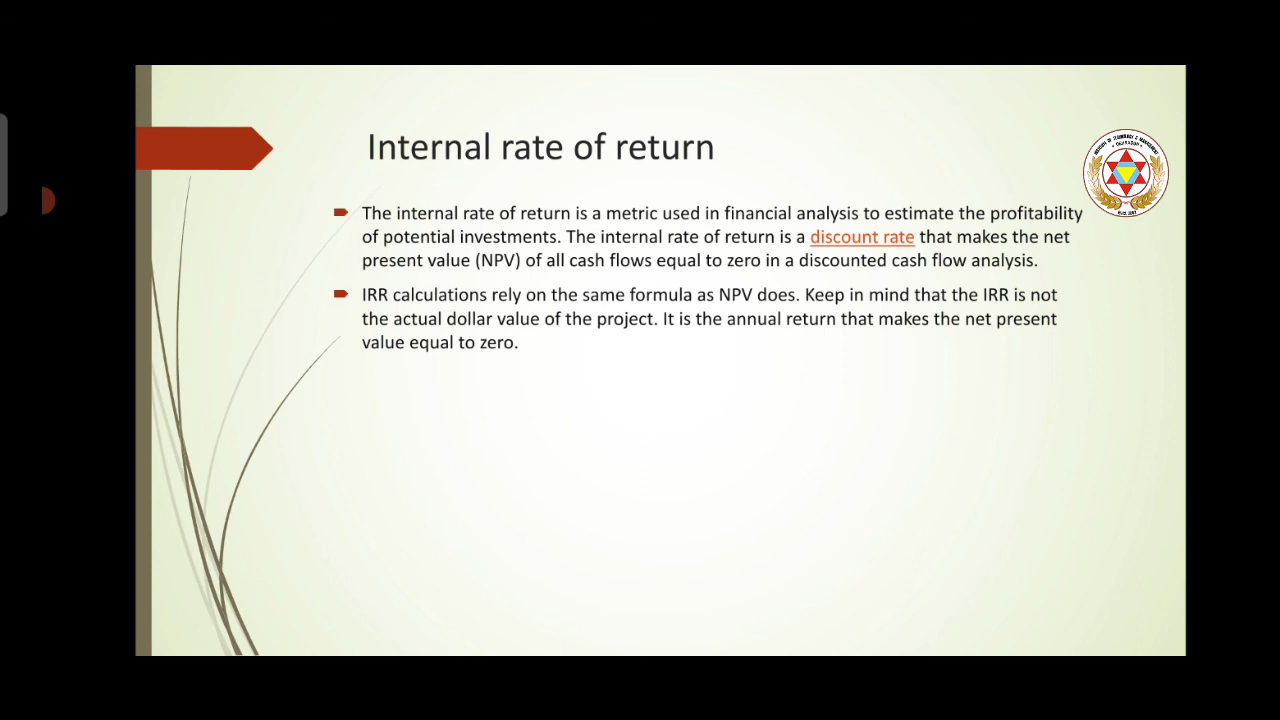 Internal rate of return
The internal rate of return is a metric used in financial analysis to estimate the profitability
of potential investments. The internal rate of return is a discount rate that makes the net
present value (NPV) of all cash flows equal to zero in a discounted cash flow analysis.
IRR calculations rely on the same formula as NPV does. Keep in mind that the IRR is not
the actual dollar value of the project. It is the annual return that makes the net present
value equal to zero.
INSTITUTE OF TECHNOLOGY & MANAGEMENT